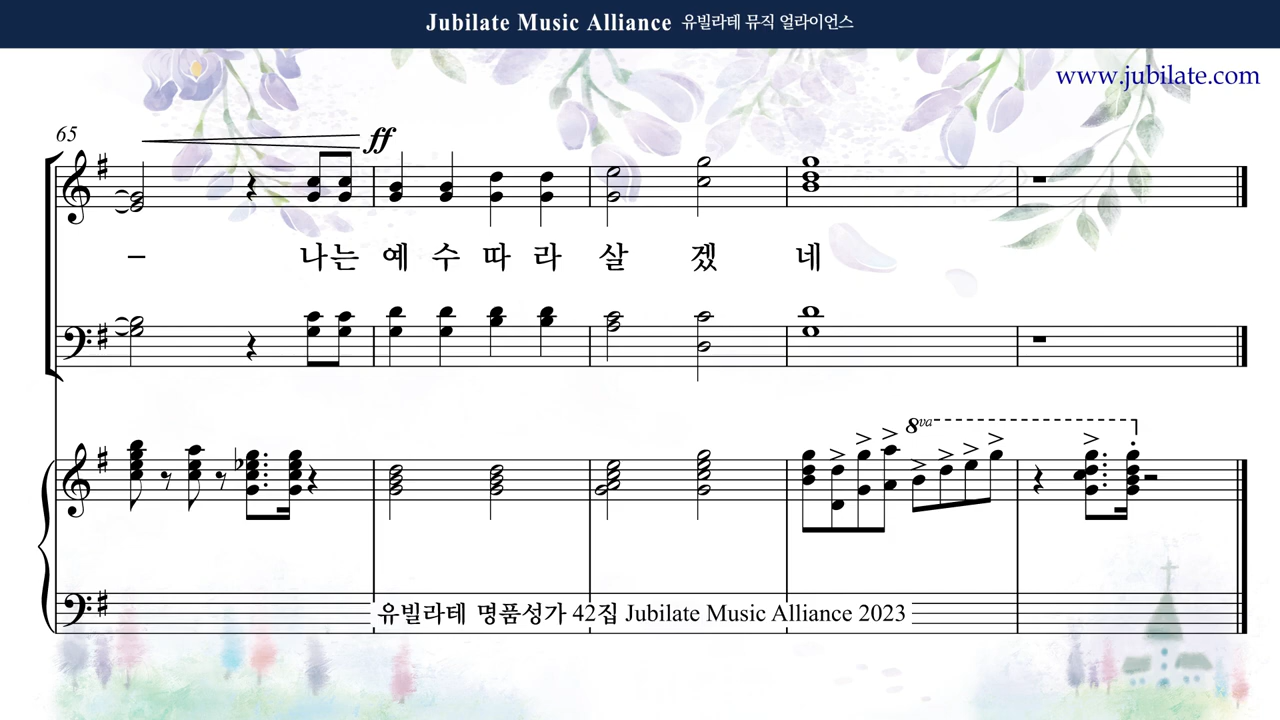 Jubilate Music Alliance 유빌라테 뮤직 얼라이언스
www.jubilate.com
65
ff
– 나는 예 수 따 라 살 겠 네
8va
유빌라테 명품성가 42집 Jubilate Music Alliance 2023